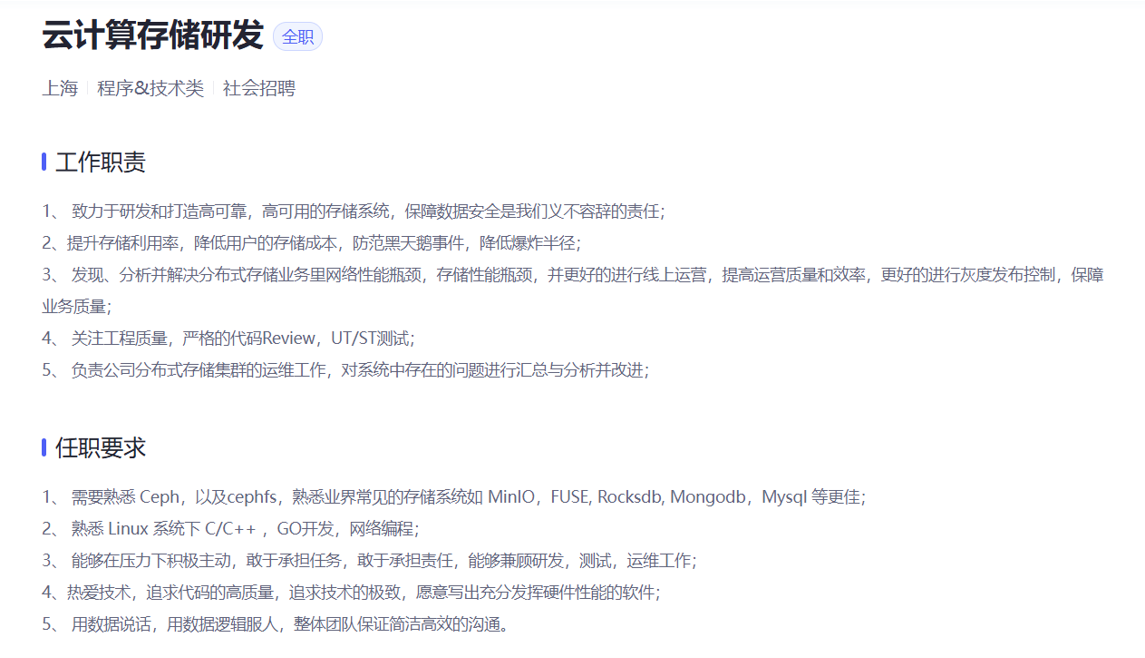 云计算存储研发 全职
上海 程序&技术类 社会招聘
工作职责
1、 致力于研发和打造高可靠，高可用的存储系统，保障数据安全是我们义不容辞的责任；
2、提升存储利用率，降低用户的存储成本，防范黑天鹅事件，降低爆炸半径；
3、 发现、分析并解决分布式存储业务里网络性能瓶颈，存储性能瓶颈，并更好的进行线上运营，提高运营质量和效率，更好的进行灰度发布控制，保障
业务质量；
4、 关注工程质量，严格的代码Review，UT/ST测试；
5、 负责公司分布式存储集群的运维工作，对系统中存在的问题进行汇总与分析并改进；
任职要求
1、 需要熟悉 Ceph，以及cephfs，熟悉业界常见的存储系统如 MinIO，FUSE, Rocksdb, Mongodb，Mysql 等更佳；
2、 熟悉 Linux 系统下 C/C++ ，GO开发，网络编程；
3、 能够在压力下积极主动，敢于承担任务，敢于承担责任，能够兼顾研发，测试，运维工作；
4、热爱技术，追求代码的高质量，追求技术的极致，愿意写出充分发挥硬件性能的软件；
5、 用数据说话，用数据逻辑服人，整体团队保证简洁高效的沟通。